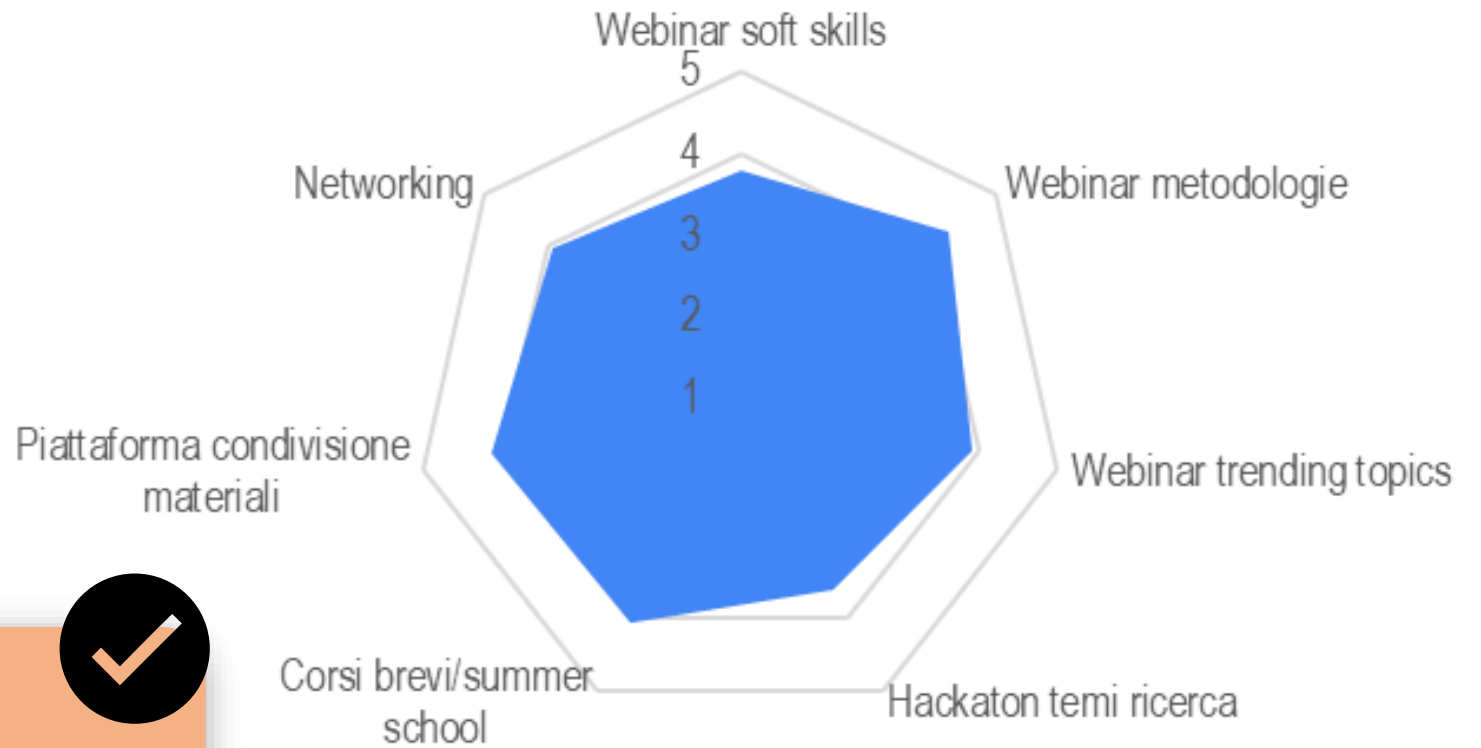 Webinar soft skills
5
4
Networking
Webinar metodologie
3
2
1
Piattaforma condivisione
materiali
Webinar trending topics
Corsi brevi/summer
school
Hackaton temi ricerca